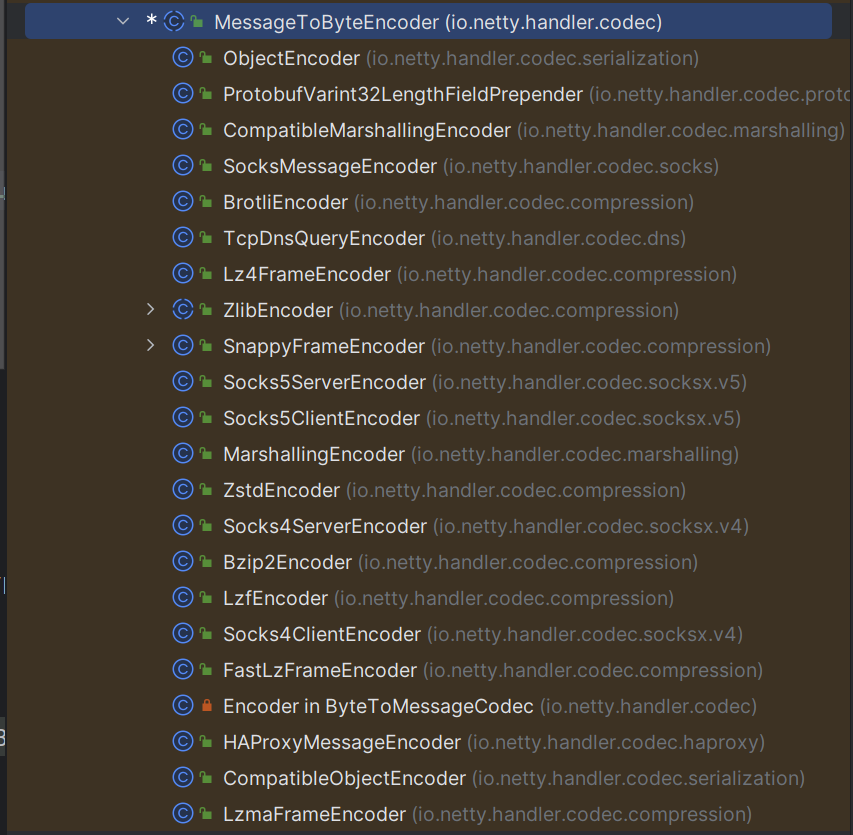 * MessageToByteEncoder (io.netty.handler.codec)
ObjectEncoder (io.netty.handler.codec.serialization)
ProtobufVarint32LengthFieldPrepender (io.netty.handler.codec.proto
CompatibleMarshallingEncoder (io.netty.handler.codec.marshalling)
SocksMessageEncoder (io.netty.handler.codec.socks)
BrotliEncoder (io.netty.handler.codec.compression)
TcpDnsQueryEncoder (io.netty.handler.codec.dns)
Lz4FrameEncoder (io.netty.handler.codec.compression)
ZlibEncoder (io.netty.handler.codec.compression)
SnappyFrameEncoder (io.netty.handler.codec.compression)
Socks5ServerEncoder (io.netty.handler.codec.socksx.v5)
Socks5ClientEncoder (io.netty.handler.codec.socksx.v5)
MarshallingEncoder (io.netty.handler.codec.marshalling)
ZstdEncoder (io.netty.handler.codec.compression)
Socks4ServerEncoder (io.netty.handler.codec.socksx.v4)
Bzip2Encoder (io.netty.handler.codec.compression)
LzfEncoder (io.netty.handler.codec.compression)
Socks4ClientEncoder (io.netty.handler.codec.socksx.v4)
FastLzFrameEncoder (io.netty.handler.codec.compression)
Encoder in ByteToMessageCodec (io.netty.handler.codec)
HAProxyMessageEncoder (io.netty.handler.codec.haproxy)
CompatibleObjectEncoder (io.netty.handler.codec.serialization)
LzmaFrameEncoder (io.netty.handler.codec.compression)